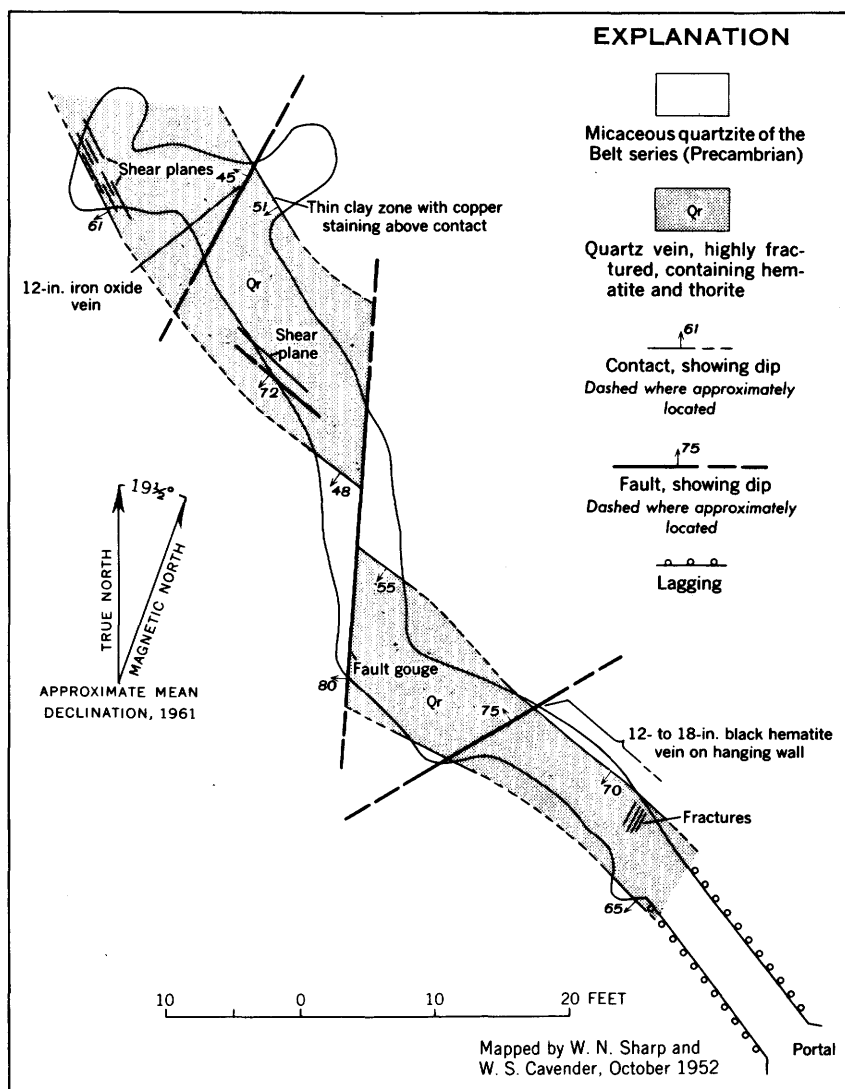 EXPLANATION
Micaceous quartzite of the
Belt series (Precambrian)
Qr
Quartz vein, highly frac-
tured, containing hem-
atite and thorite
61
Contact, showing dip
Dashed where approximately
located
75
Fault, showing dip
Dashed where approximately
located
Lagging
Shear planes
45
51
61
Thin clay zone with copper
staining above contact
12-in. iron oxide
vein
Qr
Shear
plane
72
48
19½°
TRUE NORTH
MAGNETIC NORTH
APPROXIMATE MEAN
DECLINATION, 1961
55
Fault gouge
80
Qr
75
12- to 18-in. black hematite
vein on hanging wall
70
Fractures
65
10 0 10 20 FEET
Portal
Mapped by W. N. Sharp and
W. S. Cavender, October 1952